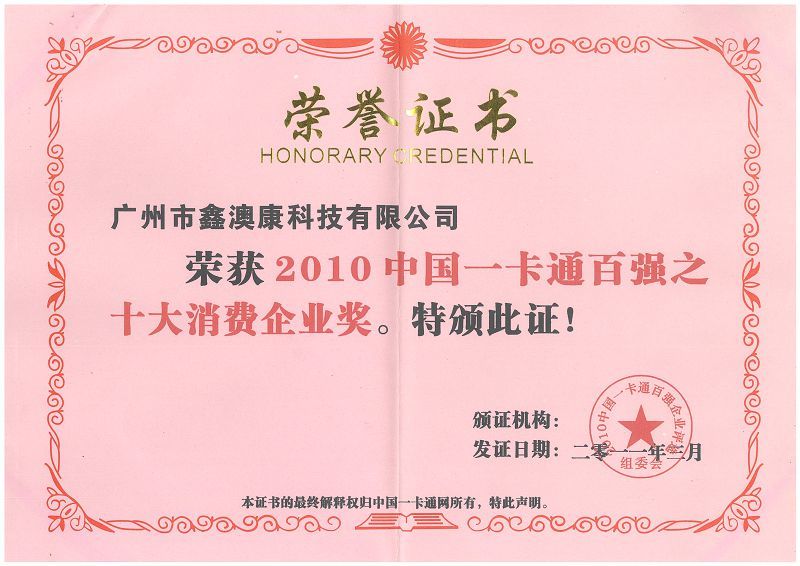 荣誉证书
HONORARY CREDENTIAL
广州市鑫澳康科技有限公司
荣获2010中国一卡通百强之
十大消费企业奖。特颁此证！
颁证机构：
2010中国一卡通百强企业评选
组委会
发证日期：二零一一年三月
本证书的最终解释权归中国一卡通网所有，特此声明。